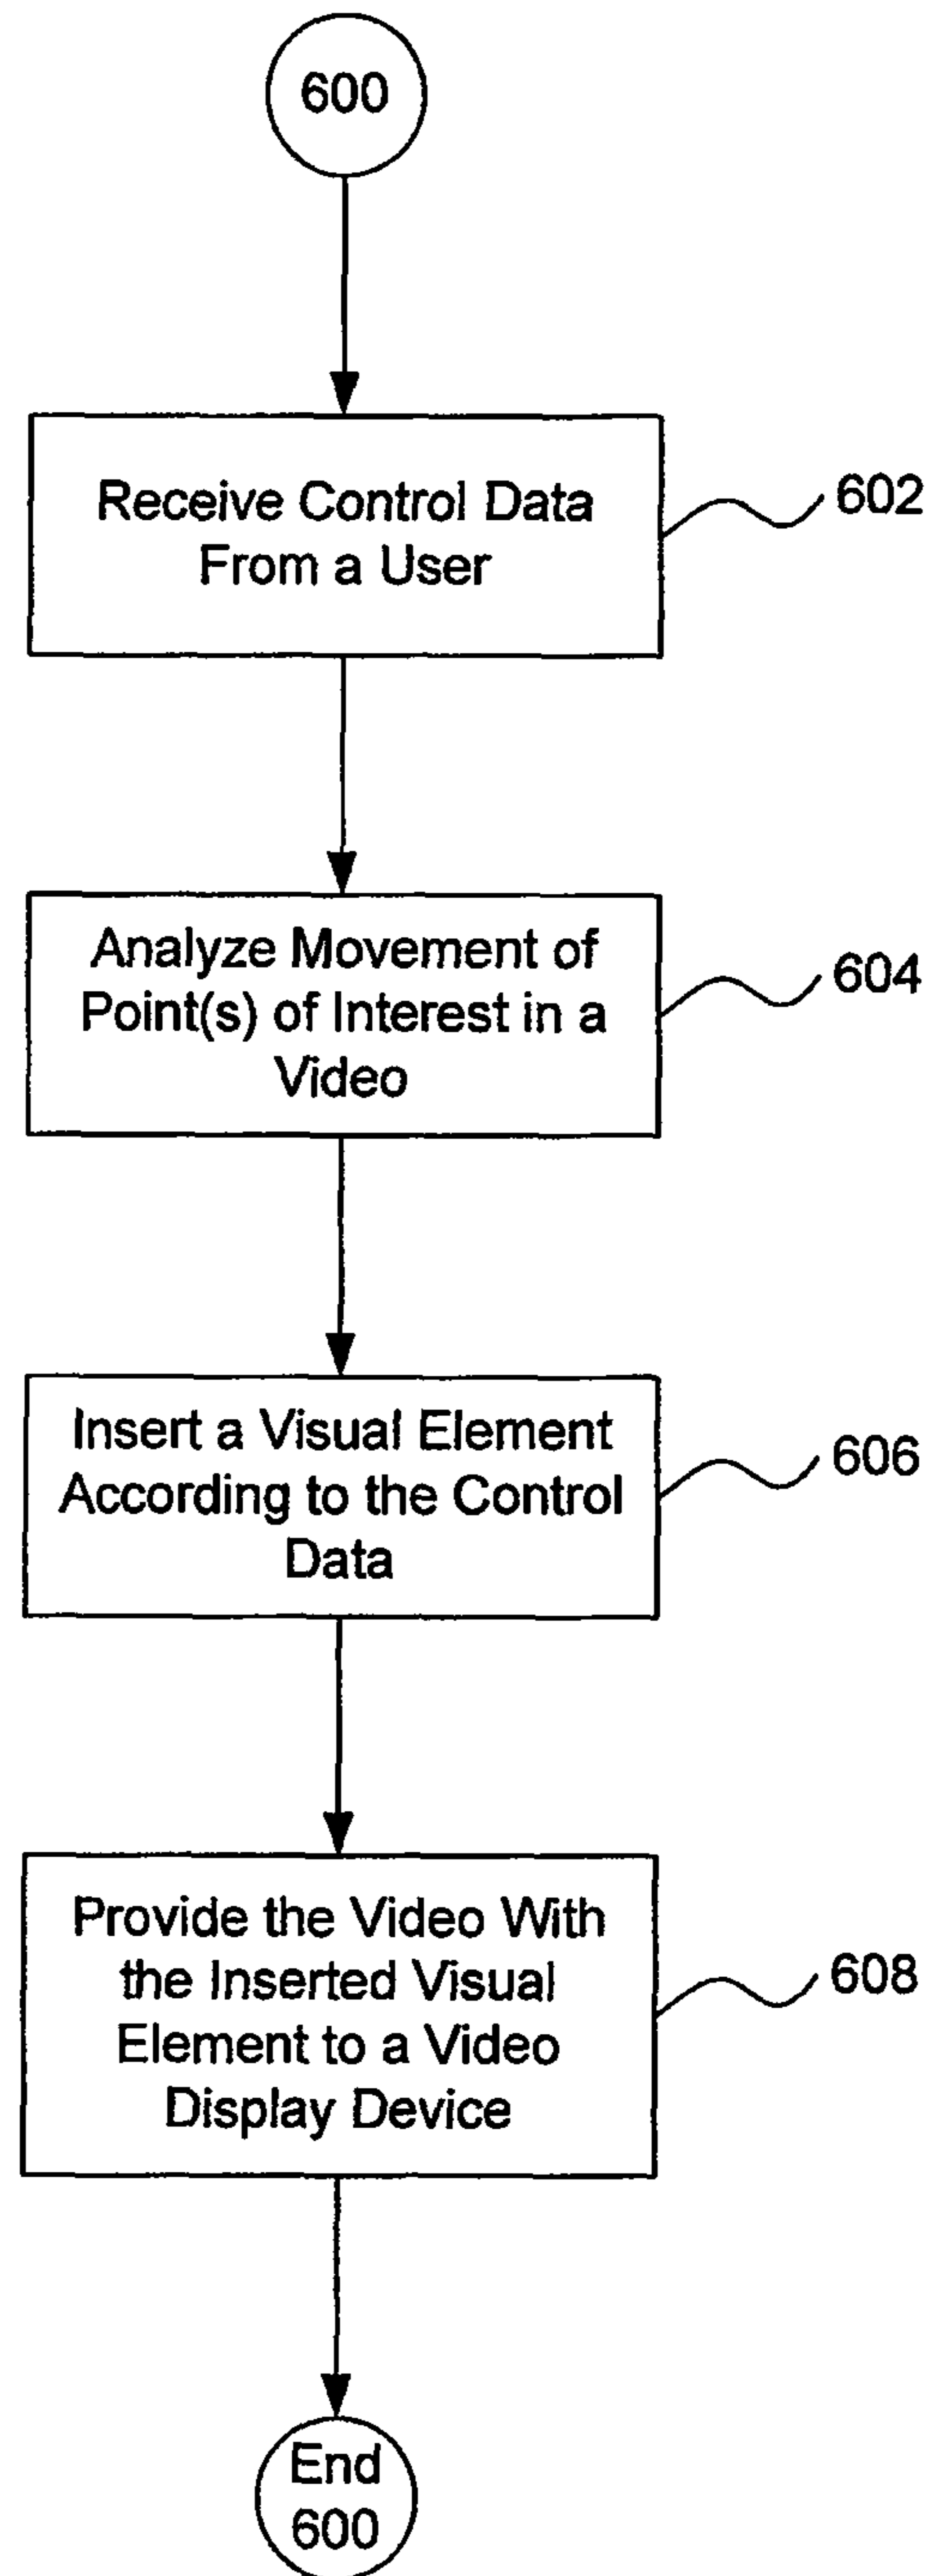 600
Receive Control Data
From a User
602
Analyze Movement of
Point(s) of Interest in a
Video
604
Insert a Visual Element
According to the Control
Data
606
Provide the Video With
the Inserted Visual
Element to a Video
Display Device
608
End
600